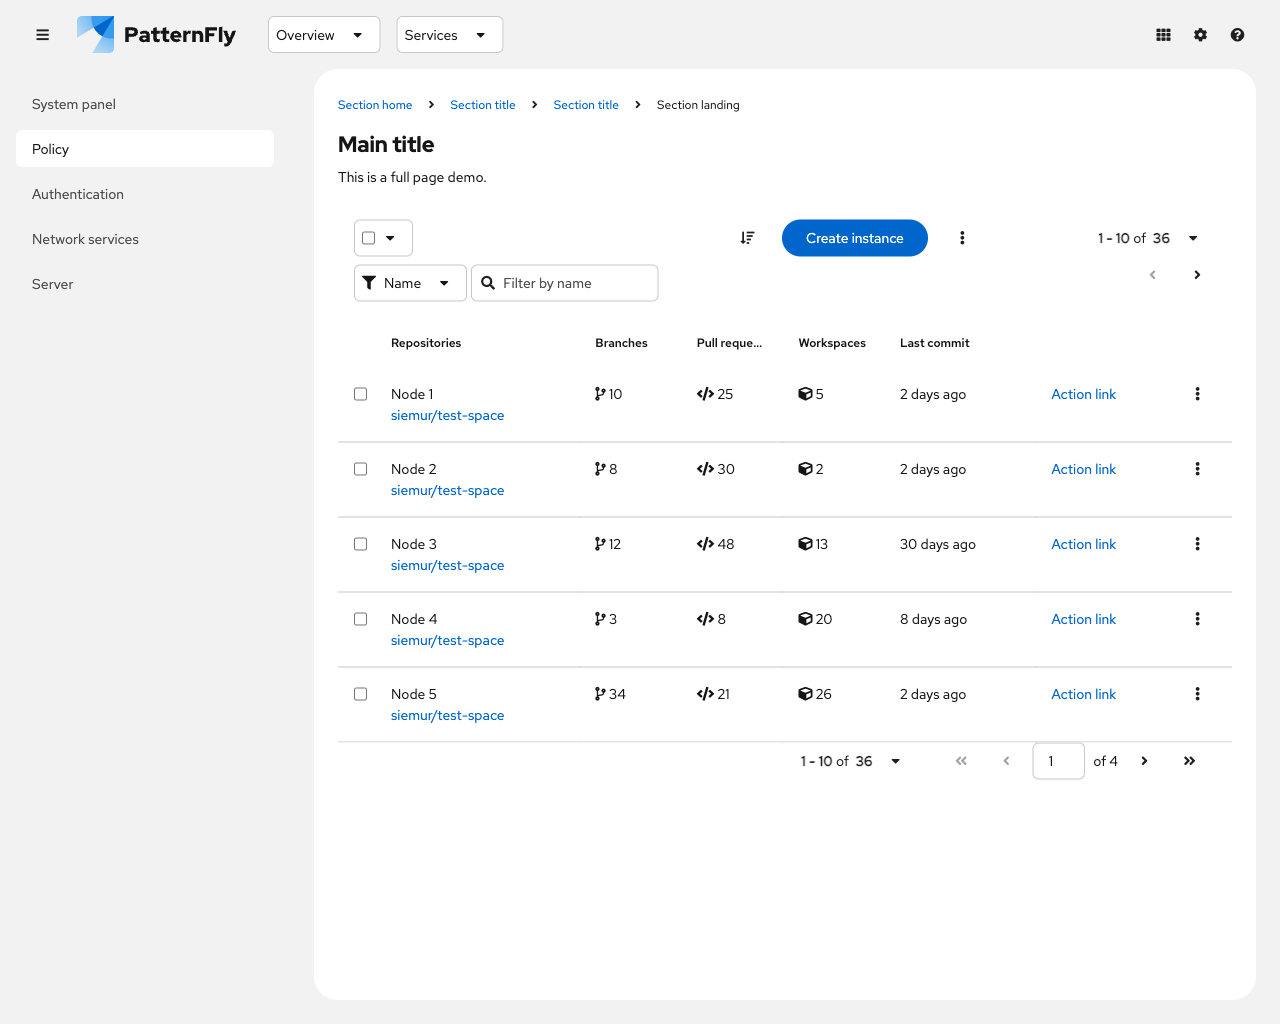 PatternFly
Overview
Services
System panel
Policy
Authentication
Network services
Server
Section home
Section title
Section title
Section landing
Main title
This is a full page demo.
Create instance
1 - 10 of 36
Name
Filter by name
Repositories Branches Pull reque... Workspaces Last commit
Node 1 10 25 5 2 days ago Action link
siemur/test-space
Node 2 8 30 2 2 days ago Action link
siemur/test-space
Node 3 12 48 13 30 days ago Action link
siemur/test-space
Node 4 3 8 20 8 days ago Action link
siemur/test-space
Node 5 34 21 26 2 days ago Action link
siemur/test-space
1 - 10 of 36 1 of 4